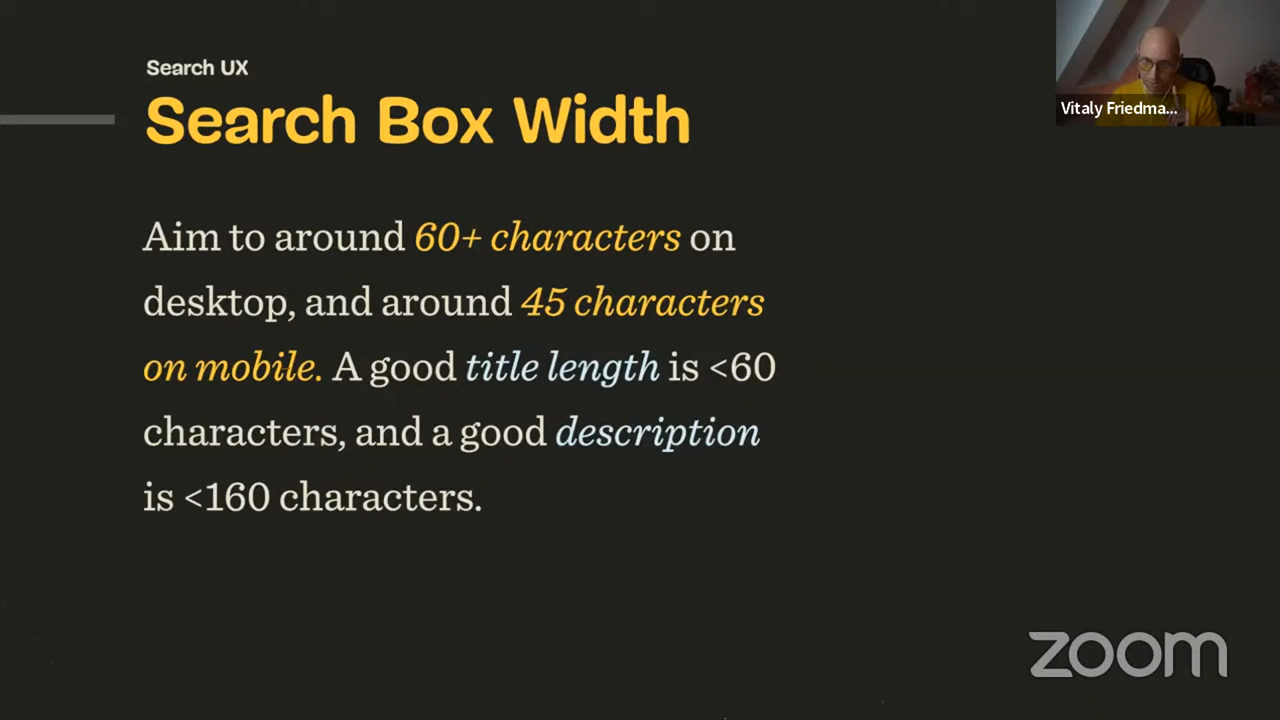 Search UX
Search Box Width
Vitaly Friedma...
Aim to around 60+ characters on
desktop, and around 45 characters
on mobile. A good title length is <60
characters, and a good description
is <160 characters.
zoom